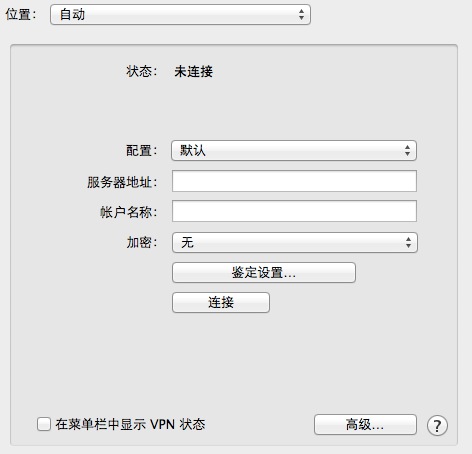 位置： 自动
状态： 未连接
配置： 默认
服务器地址：
帐户名称：
加密： 无
鉴定设置...
连接
在菜单栏中显示 VPN 状态 高级... ?